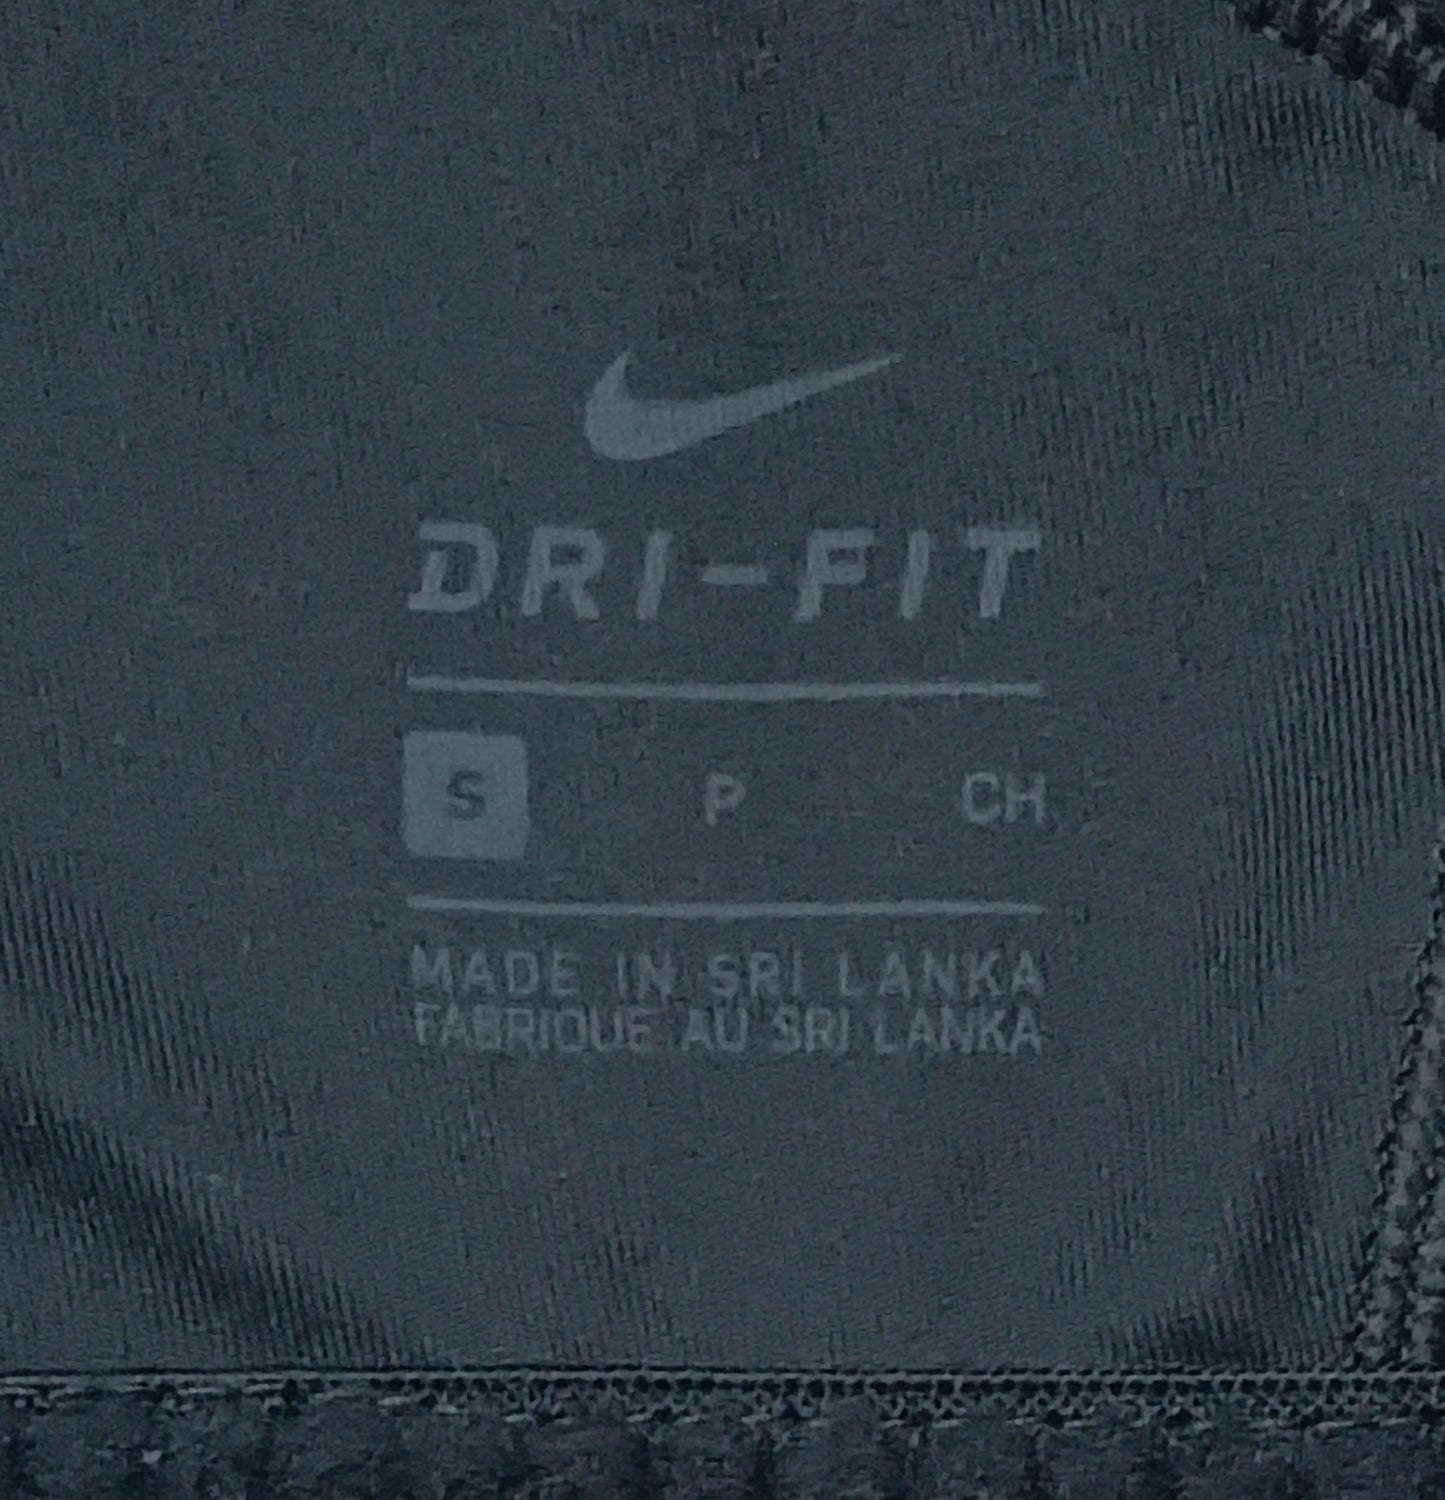 DRI-FIT
S P CH
MADE IN SRI LANKA
FABRIQUE AU SRI LANKA